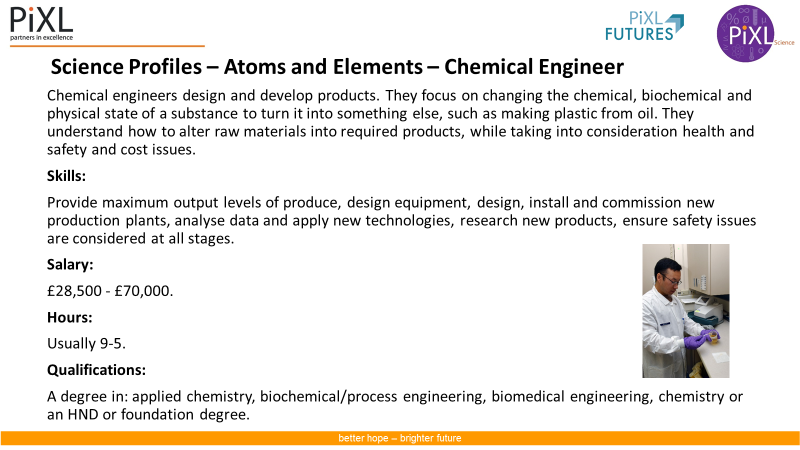 PiXL
partners in excellence
PiXL
FUTURES
PiXL Science
Science Profiles – Atoms and Elements – Chemical Engineer
Chemical engineers design and develop products. They focus on changing the chemical, biochemical and
physical state of a substance to turn it into something else, such as making plastic from oil. They
understand how to alter raw materials into required products, while taking into consideration health and
safety and cost issues.
Skills:
Provide maximum output levels of produce, design equipment, design, install and commission new
production plants, analyse data and apply new technologies, research new products, ensure safety issues
are considered at all stages.
Salary:
£28,500 - £70,000.
Hours:
Usually 9-5.
Qualifications:
A degree in: applied chemistry, biochemical/process engineering, biomedical engineering, chemistry or
an HND or foundation degree.
better hope – brighter future